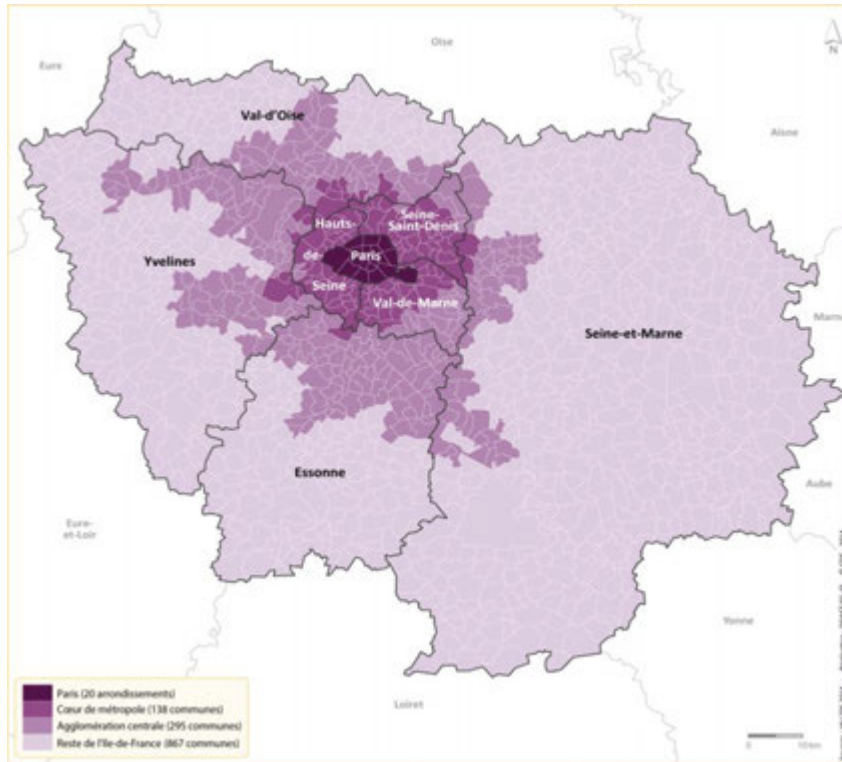 Oise
Eure
N
Val-d'Oise
Aisne
Hauts-
Seine-
Saint-Denis
de-
Paris
Yvelines
Seine
Val-de-Marne
Marne
Seine-et-Marne
Essonne
Aube
Eure-
et-Loir
Yonne
Loiret
Paris (20 arrondissements)
Cœur de métropole (138 communes)
Agglomération centrale (295 communes)
Reste de l'Ile-de-France (867 communes)
0 10 km